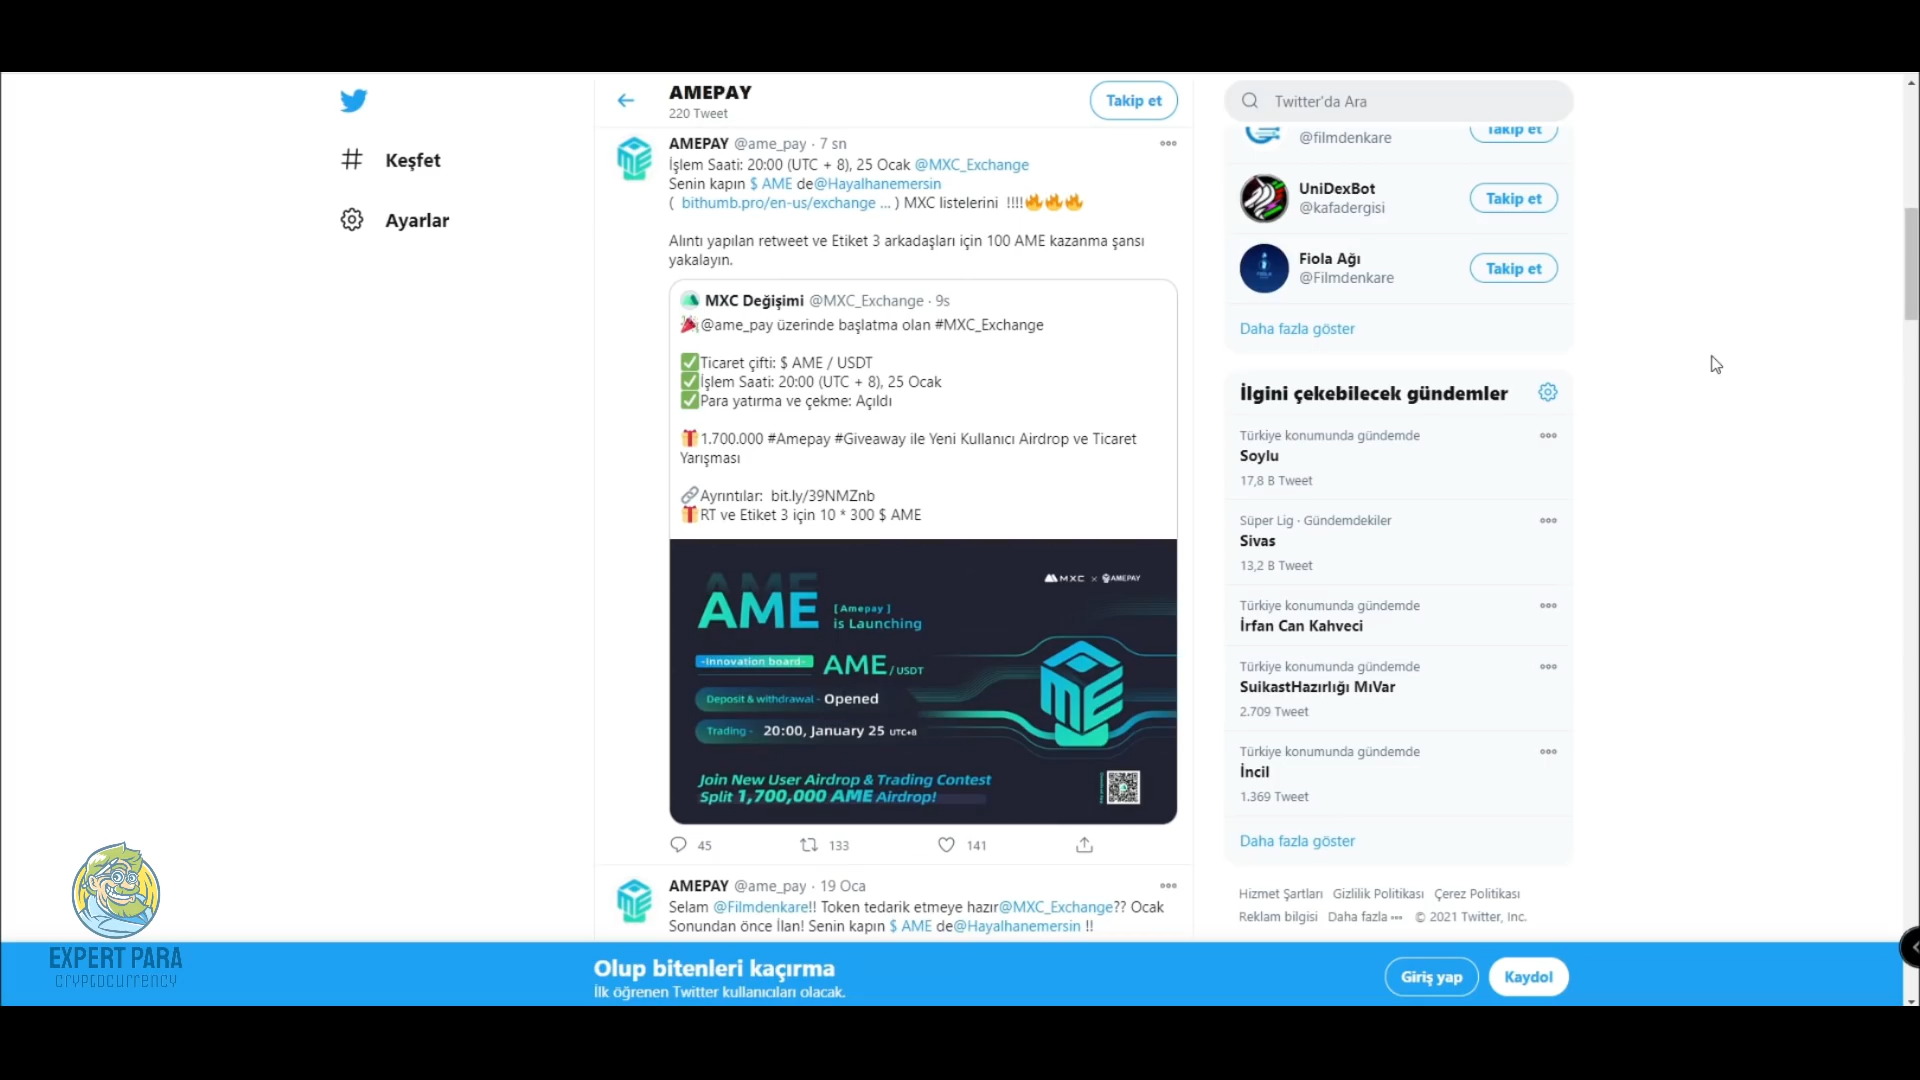 Keşfet
Ayarlar
AMEPAY
220 Tweet
Takip et
AMEPAY @ame_pay · 7 sn
İşlem Saati: 20:00 (UTC + 8), 25 Ocak @MXC_Exchange
Senin kapın $ AME de@Hayalhanemersin
( bithumb.pro/en-us/exchange ... ) MXC listelerini !!!!🔥🔥🔥
Alıntı yapılan retweet ve Etiket 3 arkadaşları için 100 AME kazanma şansı
yakalayın.
MXC Değişimi @MXC_Exchange · 9s
🎉@ame_pay üzerinde başlatma olan #MXC_Exchange
✅Ticaret çifti: $ AME / USDT
✅İşlem Saati: 20:00 (UTC + 8), 25 Ocak
✅Para yatırma ve çekme: Açıldı
🎁1.700.000 #Amepay #Giveaway ile Yeni Kullanıcı Airdrop ve Ticaret
Yarışması
🔗Ayrıntılar: bit.ly/39NMZnb
🎁RT ve Etiket 3 için 10 * 300 $ AME
MXC × AMEPAY
AME
AME [ Amepay ]
is Launching
-Innovation board- AME / USDT
Deposit & withdrawal - Opened
Trading - 20:00, January 25 UTC+8
Join New User Airdrop & Trading Contest
Split 1,700,000 AME Airdrop!
ME
45 133 141
AMEPAY @ame_pay · 19 Oca
Selam @Filmdenkare!! Token tedarik etmeye hazır@MXC_Exchange?? Ocak
Sonundan önce İlan! Senin kapın $ AME de@Hayalhanemersin !!
Twitter'da Ara
@filmdenkare
Takip et
UniDexBot
@kafadergisi
Takip et
Fiola Ağı
@Filmdenkare
Takip et
Daha fazla göster
İlgini çekebilecek gündemler
Türkiye konumunda gündemde
Soylu
17,8 B Tweet
Süper Lig · Gündemdekiler
Sivas
13,2 B Tweet
Türkiye konumunda gündemde
İrfan Can Kahveci
Türkiye konumunda gündemde
SuikastHazırlığı MıVar
2.709 Tweet
Türkiye konumunda gündemde
İncil
1.369 Tweet
Daha fazla göster
Hizmet Şartları Gizlilik Politikası Çerez Politikası
Reklam bilgisi Daha fazla ••• © 2021 Twitter, Inc.
EXPERT PARA
CRYPTOCURRENCY
Olup bitenleri kaçırma
İlk öğrenen Twitter kullanıcıları olacak.
Giriş yap
Kaydol